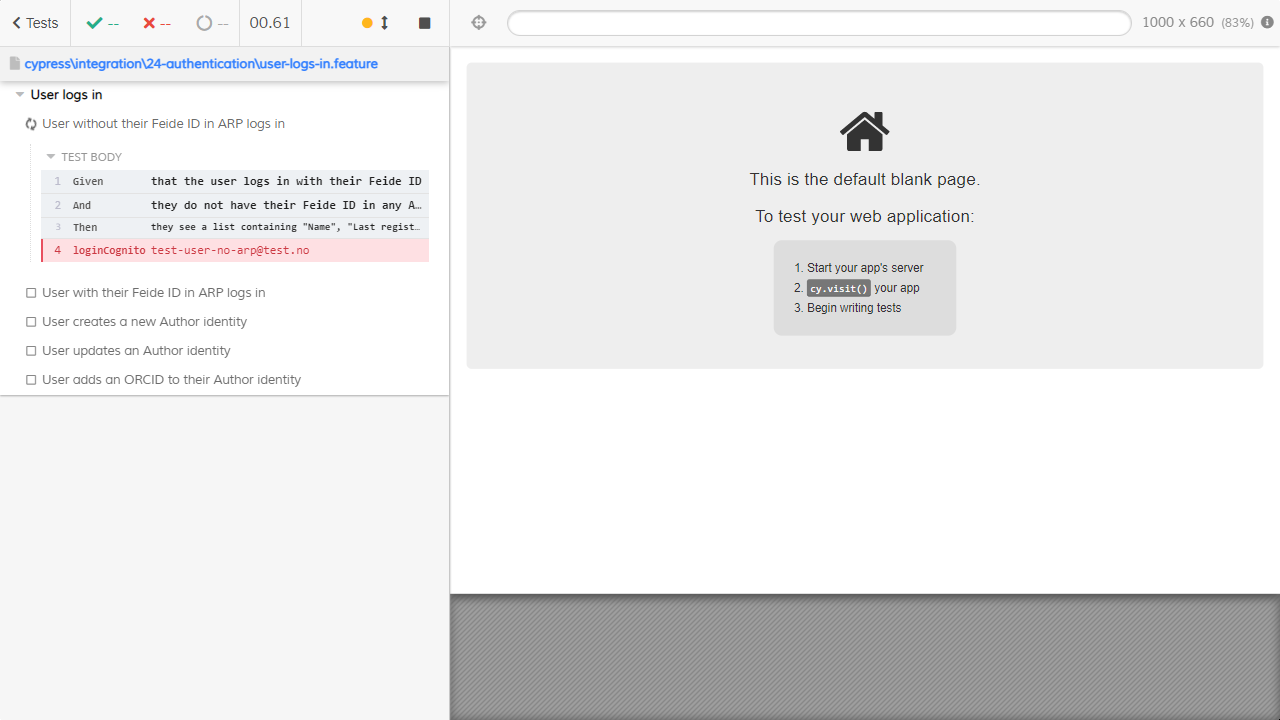 Tests -- -- -- 00.61 1000 x 660 (83%)
cypress\integration\24-authentication\user-logs-in.feature
User logs in
User without their Feide ID in ARP logs in
TEST BODY
1 Given that the user logs in with their Feide ID
2 And they do not have their Feide ID in any A…
3 Then they see a list containing "Name", "Last regist…
4 loginCognito test-user-no-arp@test.no
User with their Feide ID in ARP logs in
User creates a new Author identity
User updates an Author identity
User adds an ORCID to their Author identity
This is the default blank page.
To test your web application:
1. Start your app's server
2. cy.visit() your app
3. Begin writing tests